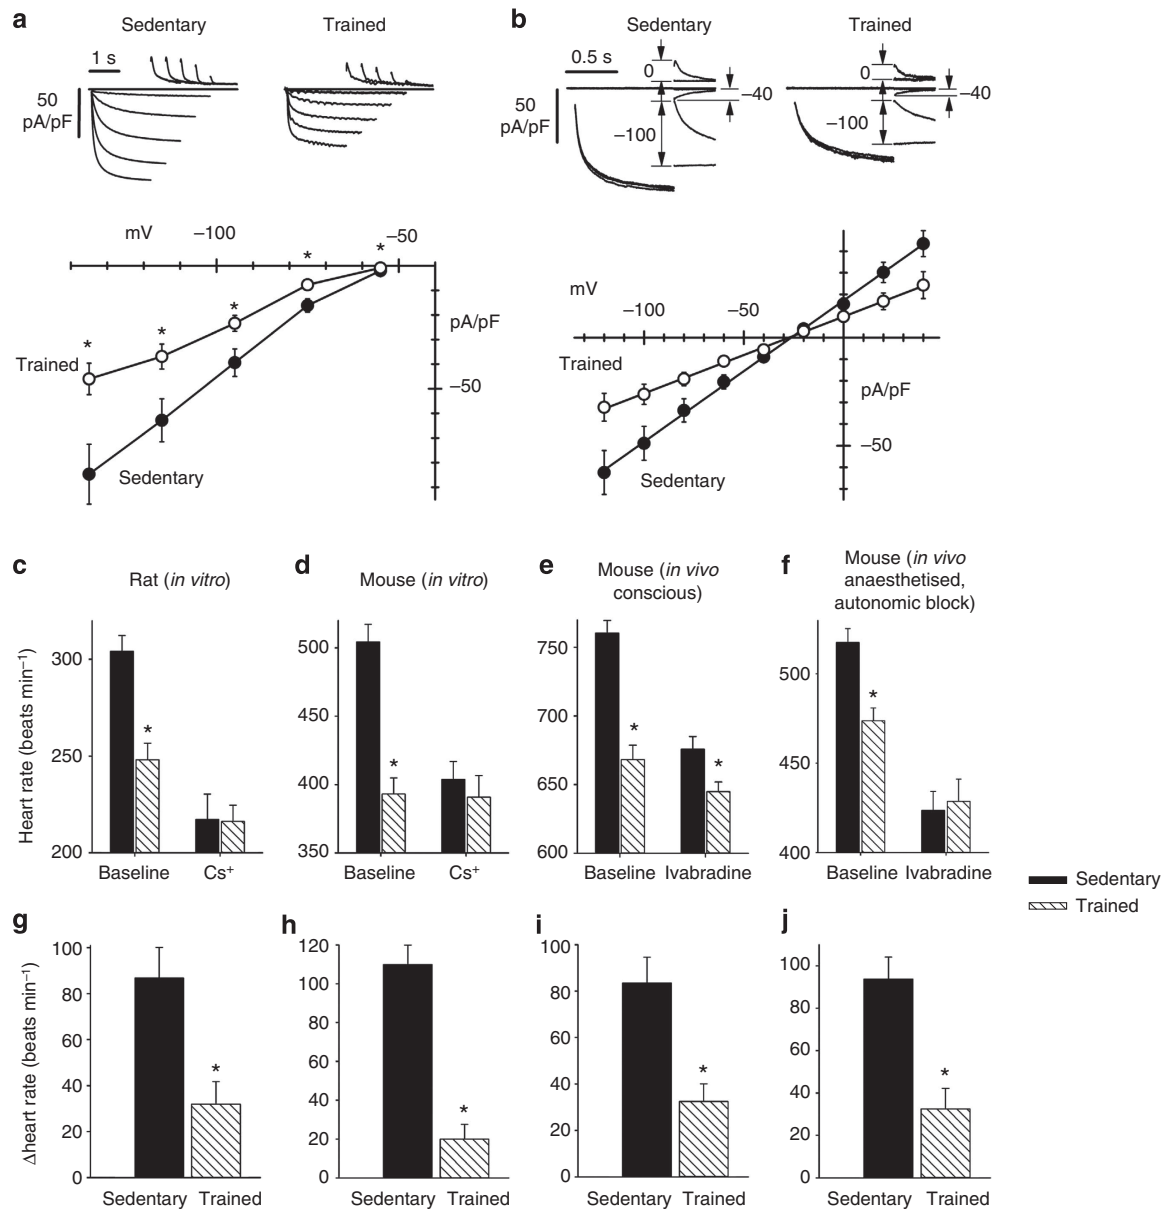 a
Sedentary
Trained
1 s
50
pA/pF
mV
−100
−50
*
*
*
*
*
pA/pF
−50
Trained
Sedentary
b
Sedentary
Trained
0.5 s
50
pA/pF
0
−40
−100
0
−40
−100
mV
−100
−50
Trained
pA/pF
−50
Sedentary
c
Rat (in vitro)
Heart rate (beats min⁻¹)
300
250
200
*
Baseline
Cs⁺
d
Mouse (in vitro)
500
450
400
350
*
Baseline
Cs⁺
e
Mouse (in vivo
conscious)
750
700
650
600
*
*
Baseline
Ivabradine
f
Mouse (in vivo
anaesthetised,
autonomic block)
500
450
400
*
Baseline
Ivabradine
Sedentary
Trained
g
Δheart rate (beats min⁻¹)
100
80
60
40
20
0
*
Sedentary
Trained
h
120
100
80
60
40
20
0
*
Sedentary
Trained
i
100
80
60
40
20
0
*
Sedentary
Trained
j
100
80
60
40
20
0
*
Sedentary
Trained